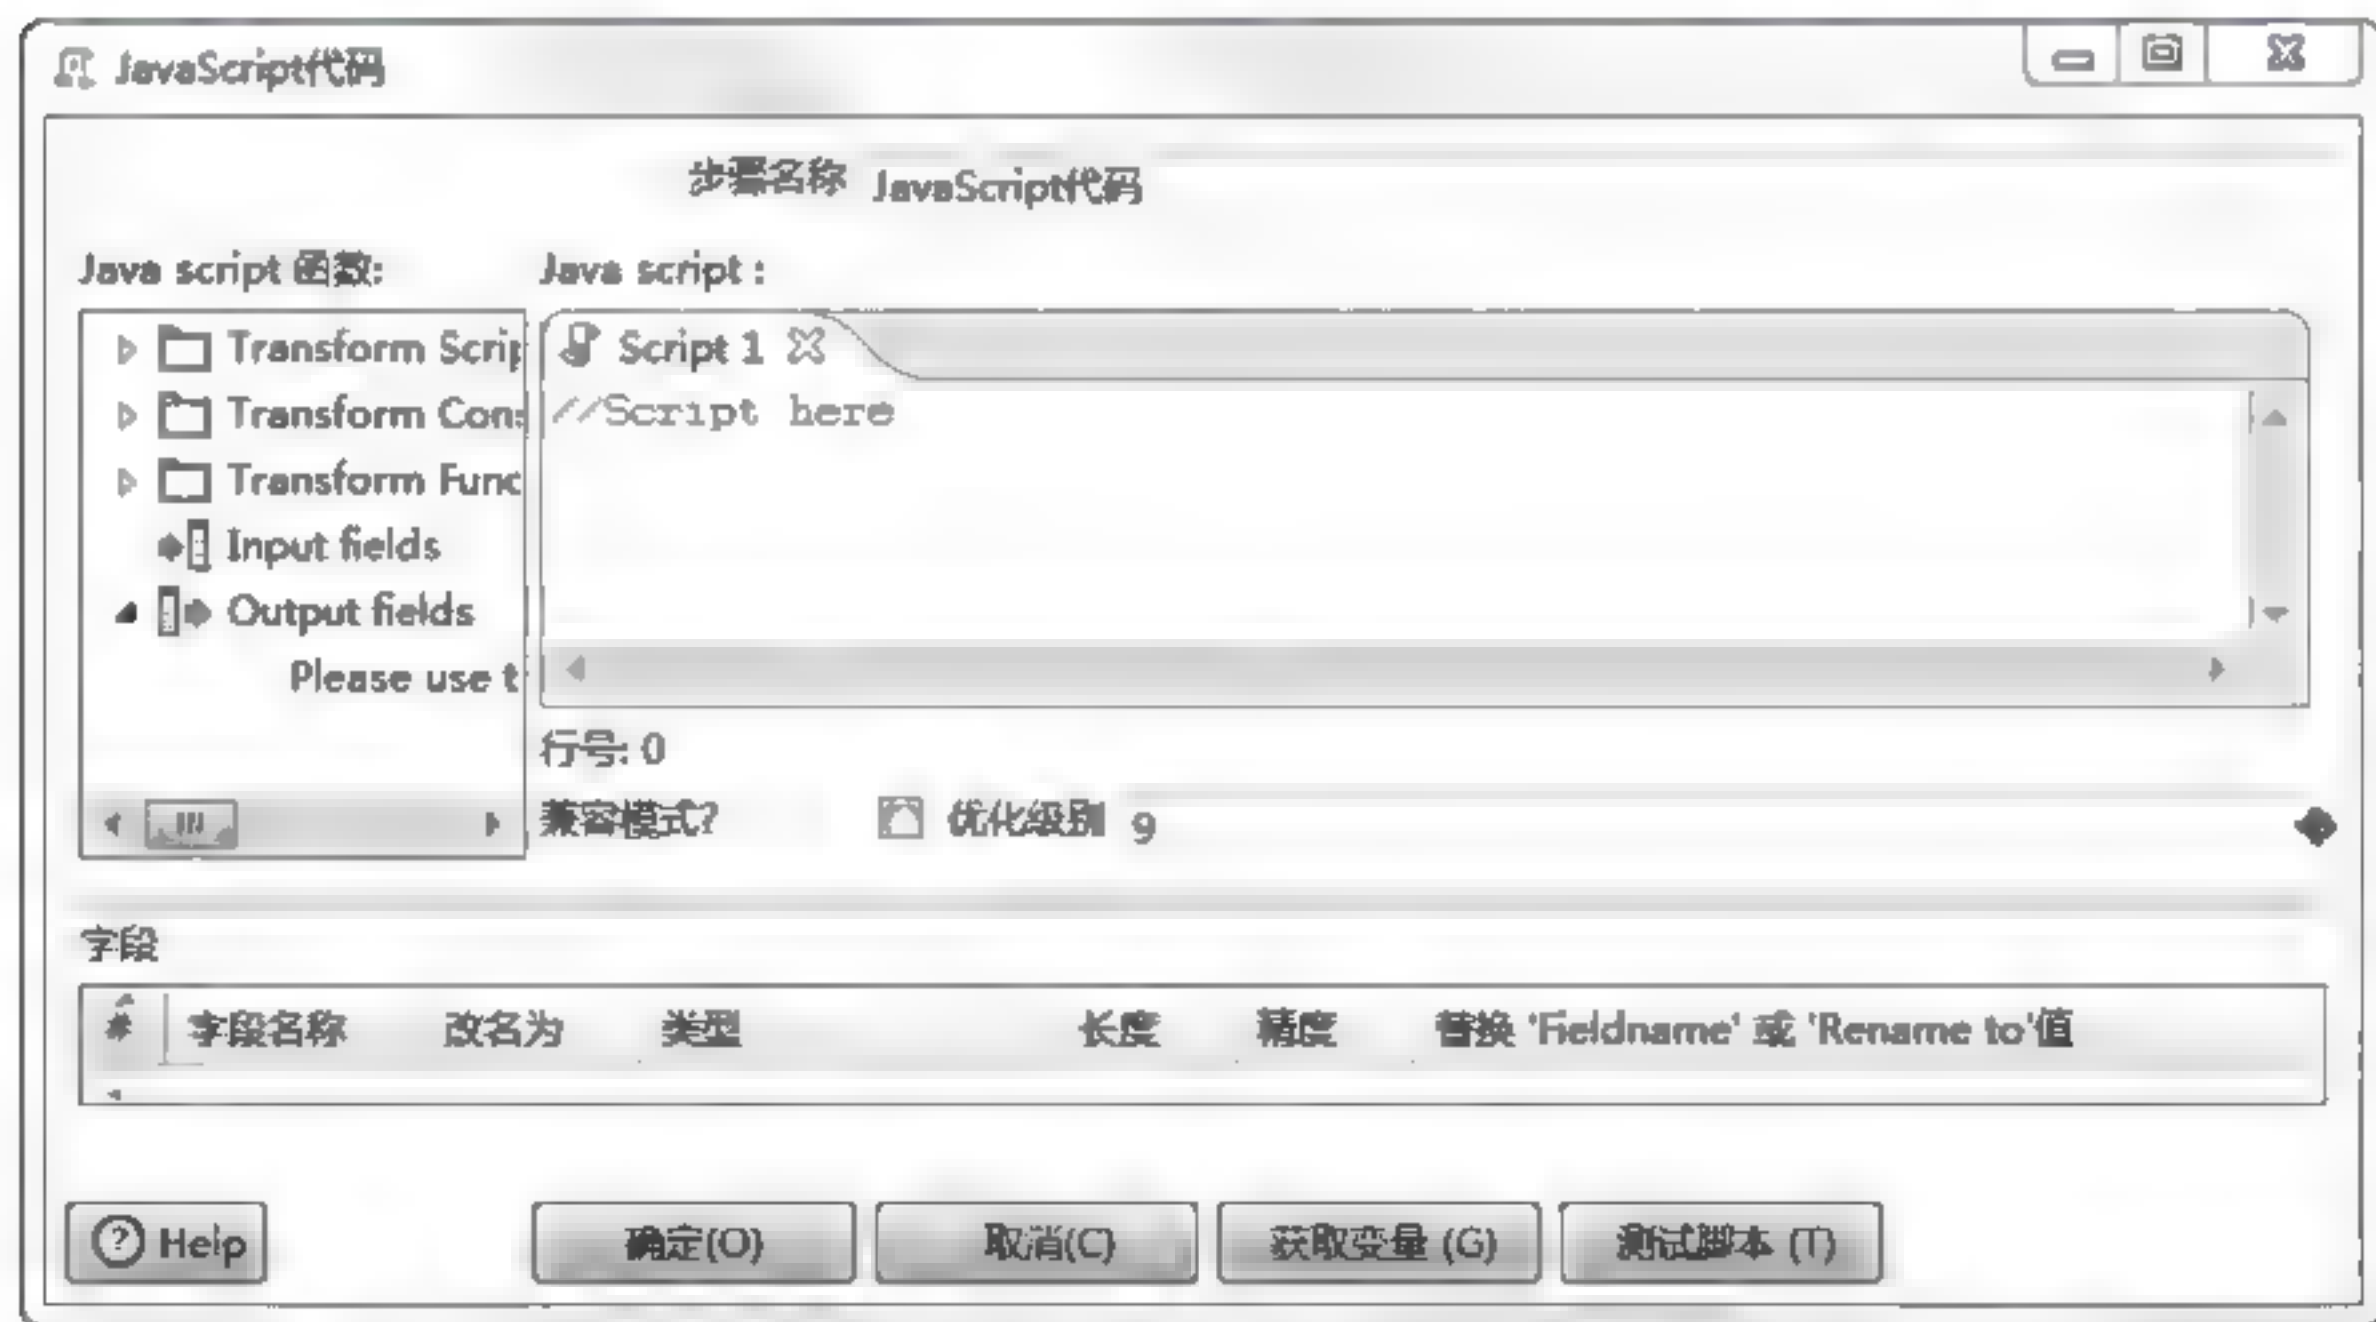 JavaScript代码
步骤名称 JavaScript代码
Java script 函数:
Java script :
Transform Scrip
Transform Cons
Transform Func
Input fields
Output fields
Please use t
Script 1
//Script here
行号: 0
兼容模式? 优化级别 9
字段
# 字段名称 改名为 类型 长度 精度 替换 'Fieldname' 或 'Rename to'值
Help 确定(O) 取消(C) 获取变量 (G) 测试脚本 (T)